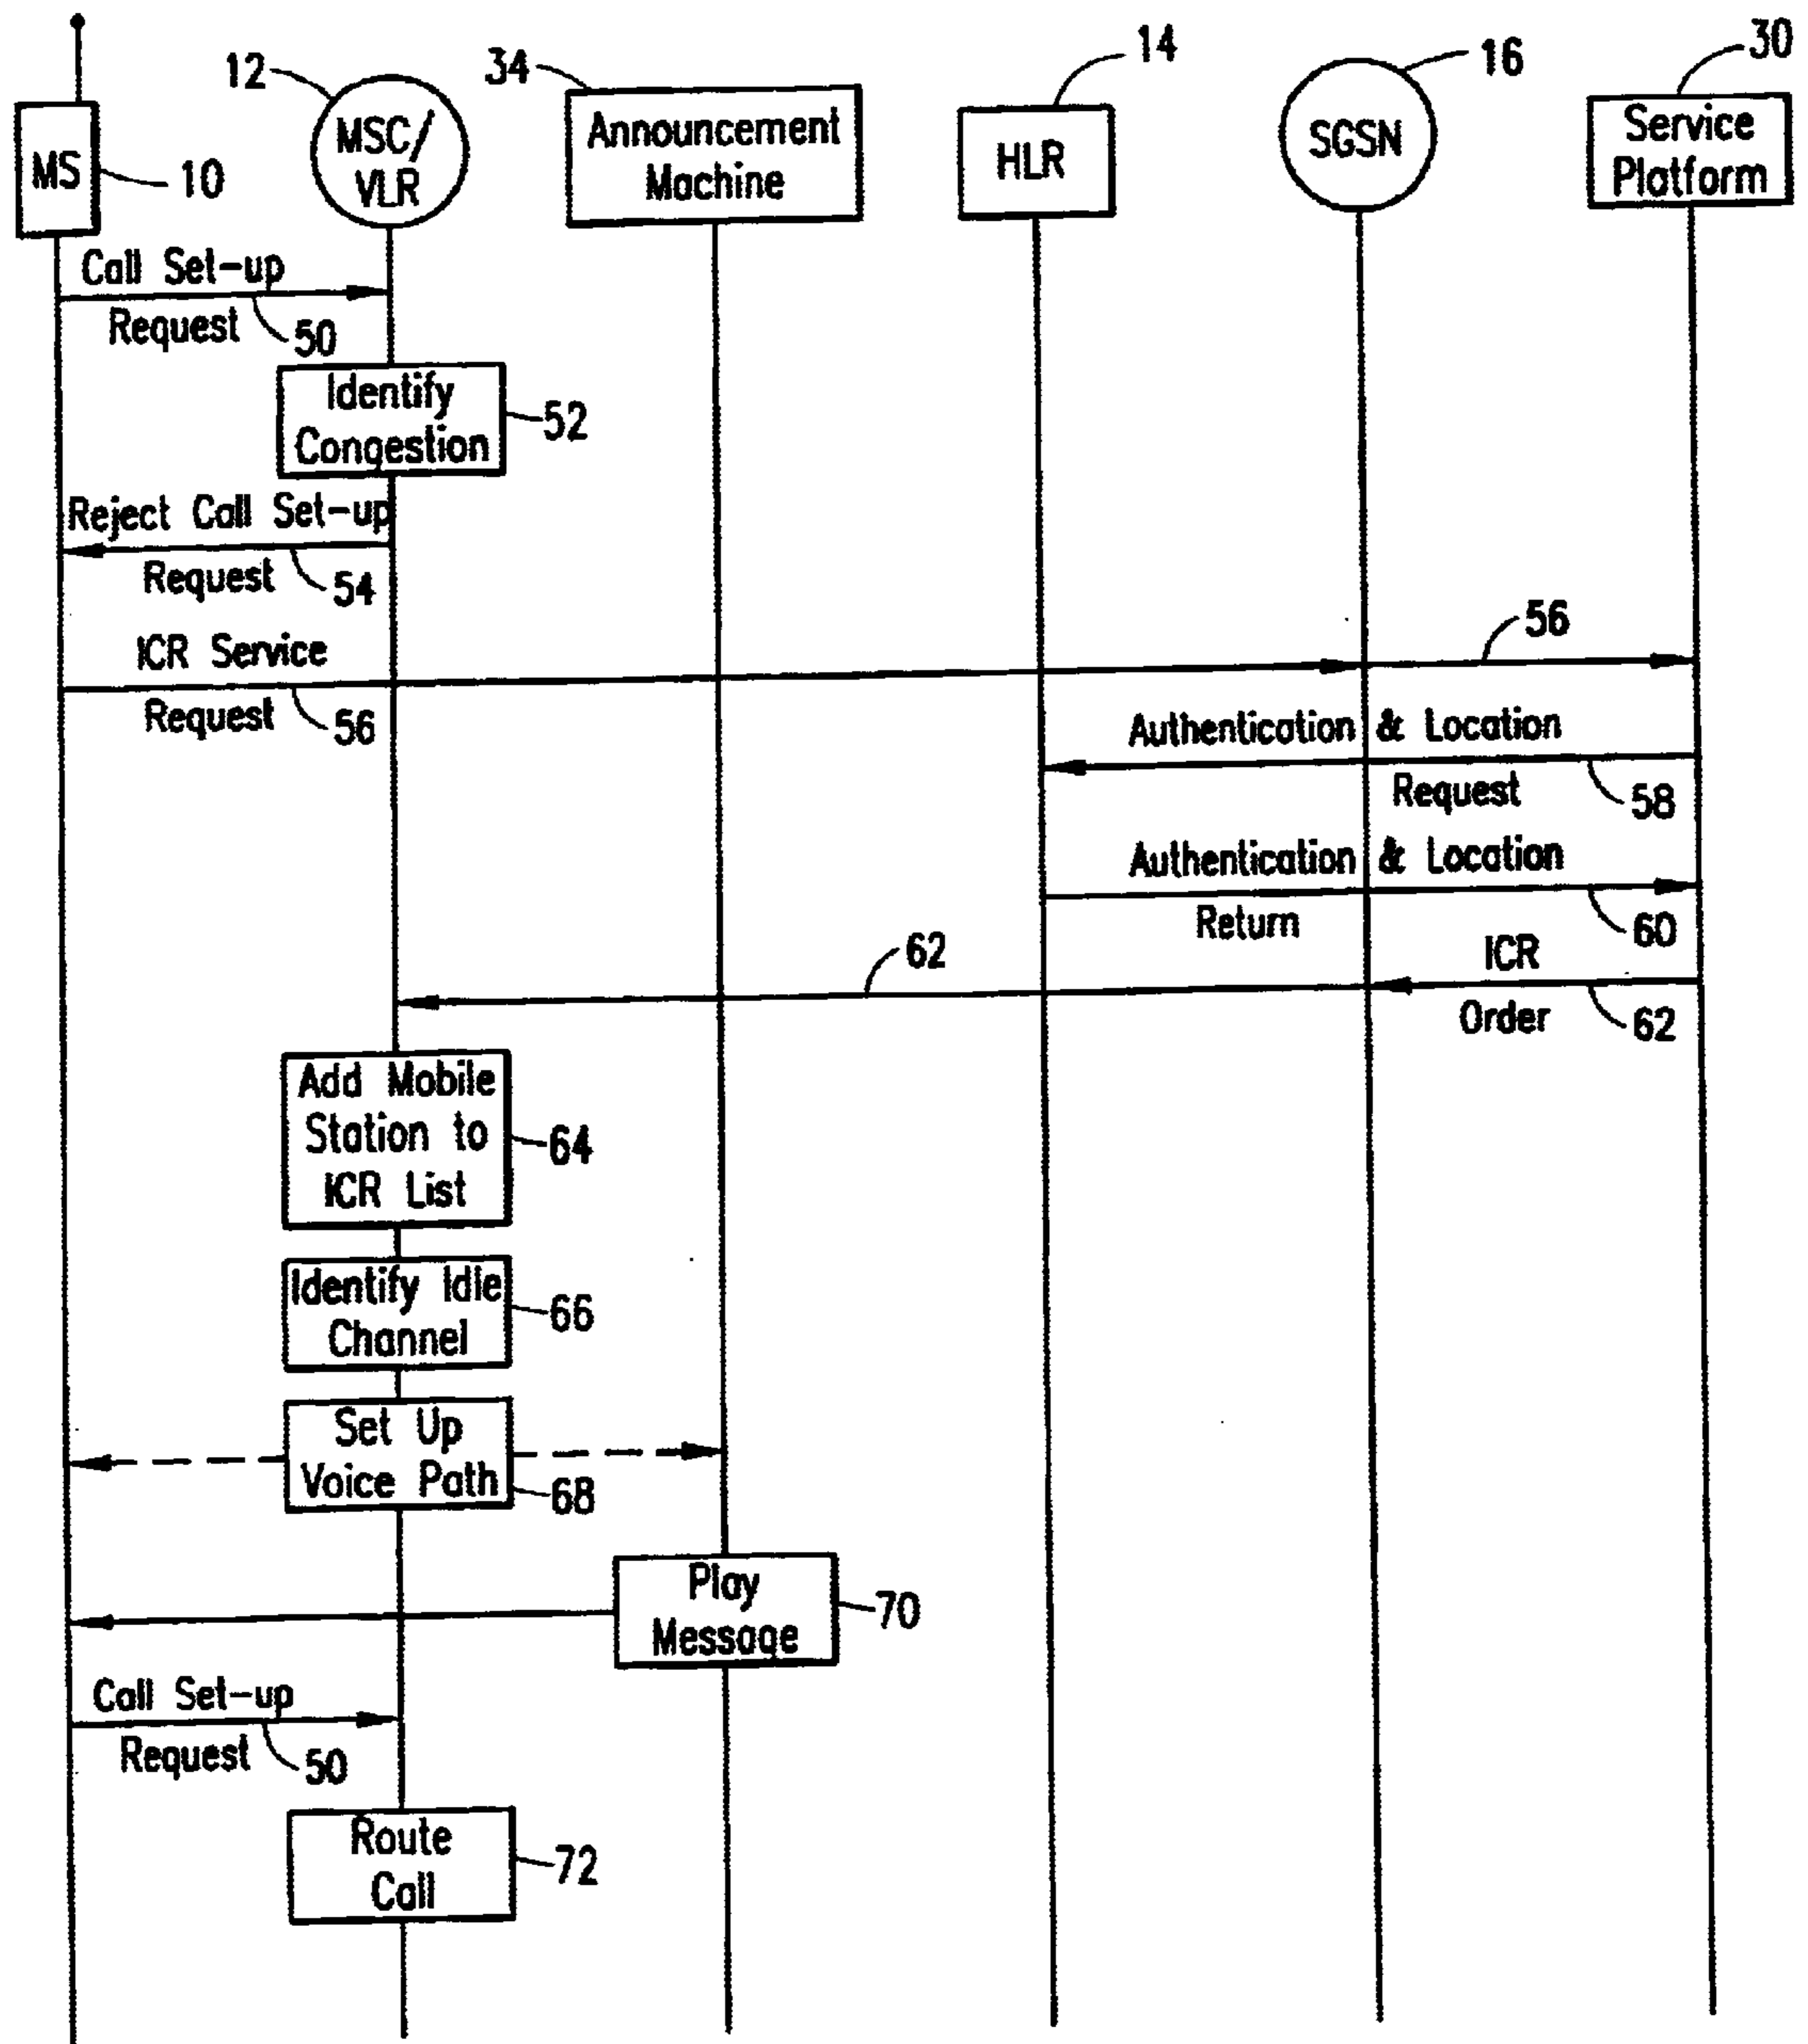 12
34
14
16
30
MS
10
MSC/
VLR
Announcement
Machine
HLR
SGSN
Service
Platform
Call Set-up
Request
50
Identify
Congestion
52
Reject Call Set-up
Request
54
ICR Service
Request
56
56
Authentication & Location
Request
58
Authentication & Location
Return
60
62
ICR
Order
62
Add Mobile
Station to
ICR List
64
Identify Idle
Channel
66
Set Up
Voice Path
68
Play
Message
70
Call Set-up
Request
50
Route
Call
72